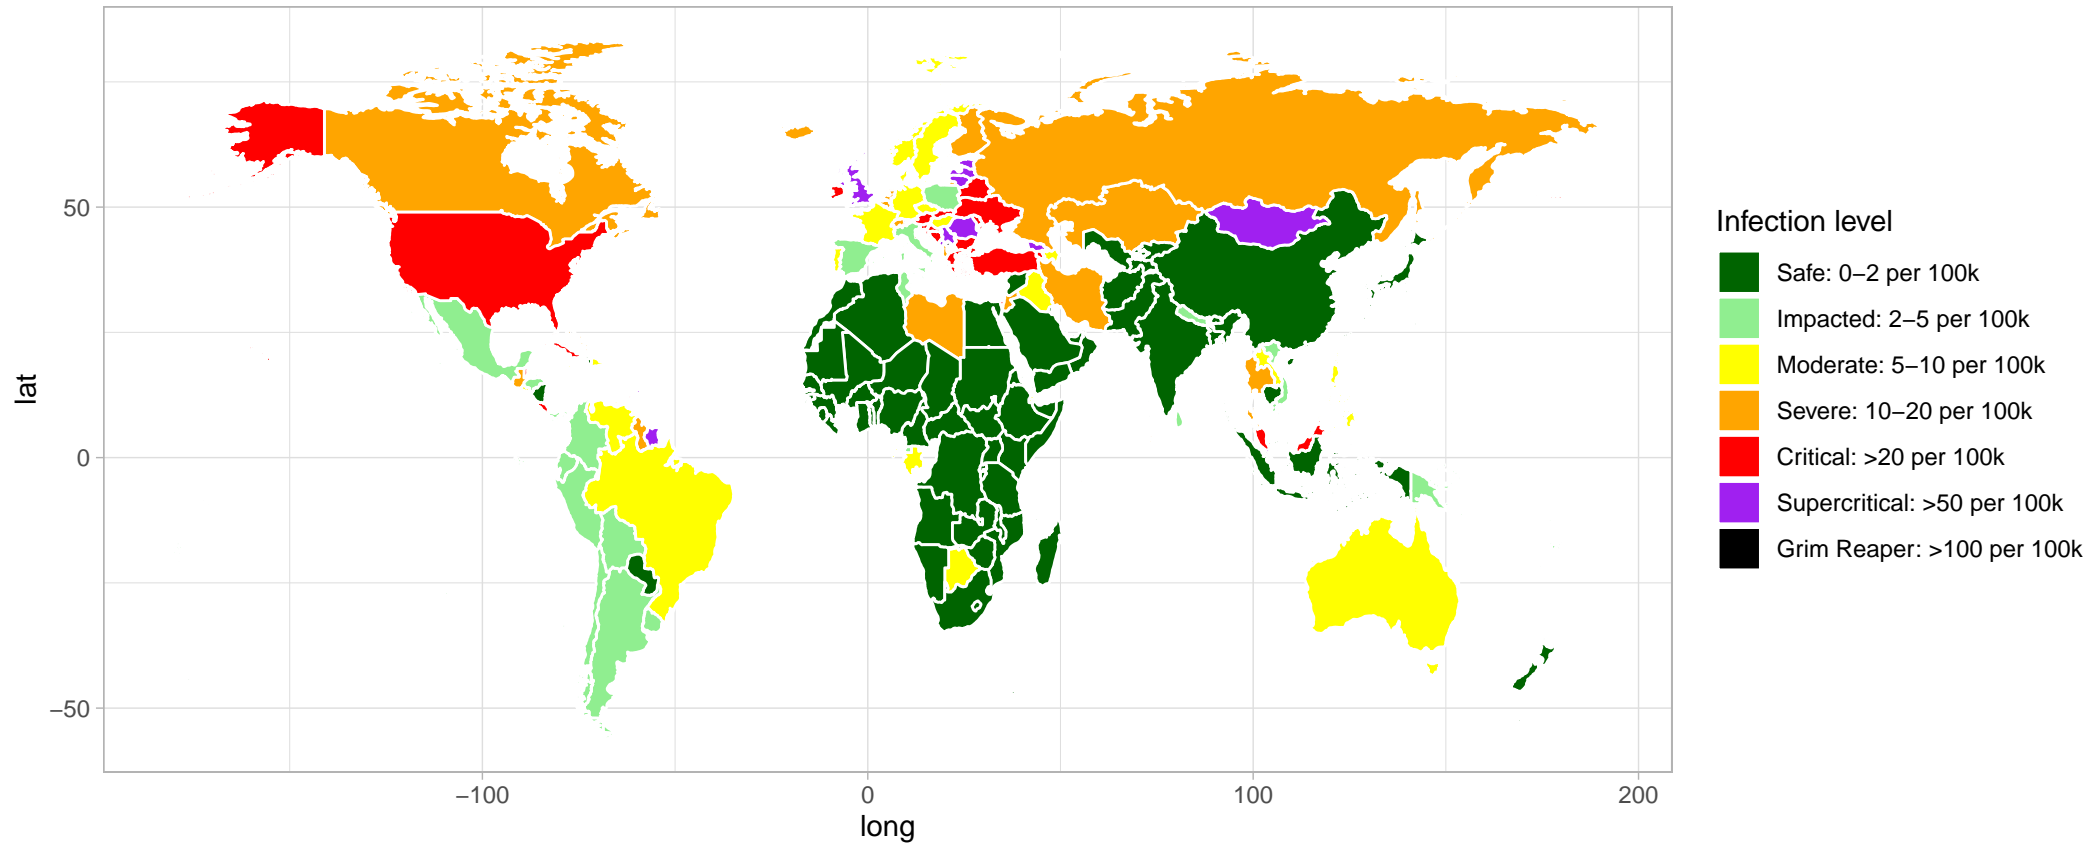 50
0
−50
lat
−100
0
100
200
long
Infection level
Safe: 0−2 per 100k
Impacted: 2−5 per 100k
Moderate: 5−10 per 100k
Severe: 10−20 per 100k
Critical: >20 per 100k
Supercritical: >50 per 100k
Grim Reaper: >100 per 100k